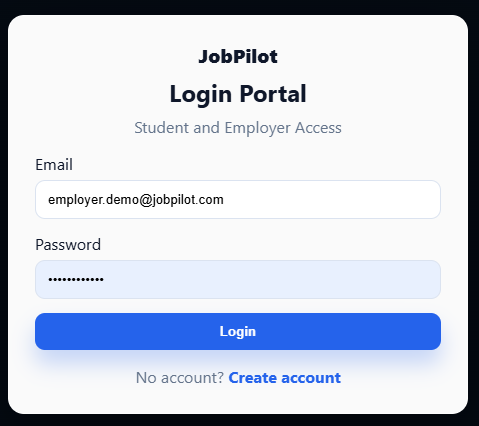 JobPilot
Login Portal
Student and Employer Access
Email
employer.demo@jobpilot.com
Password
••••••••••••
Login
No account? Create account